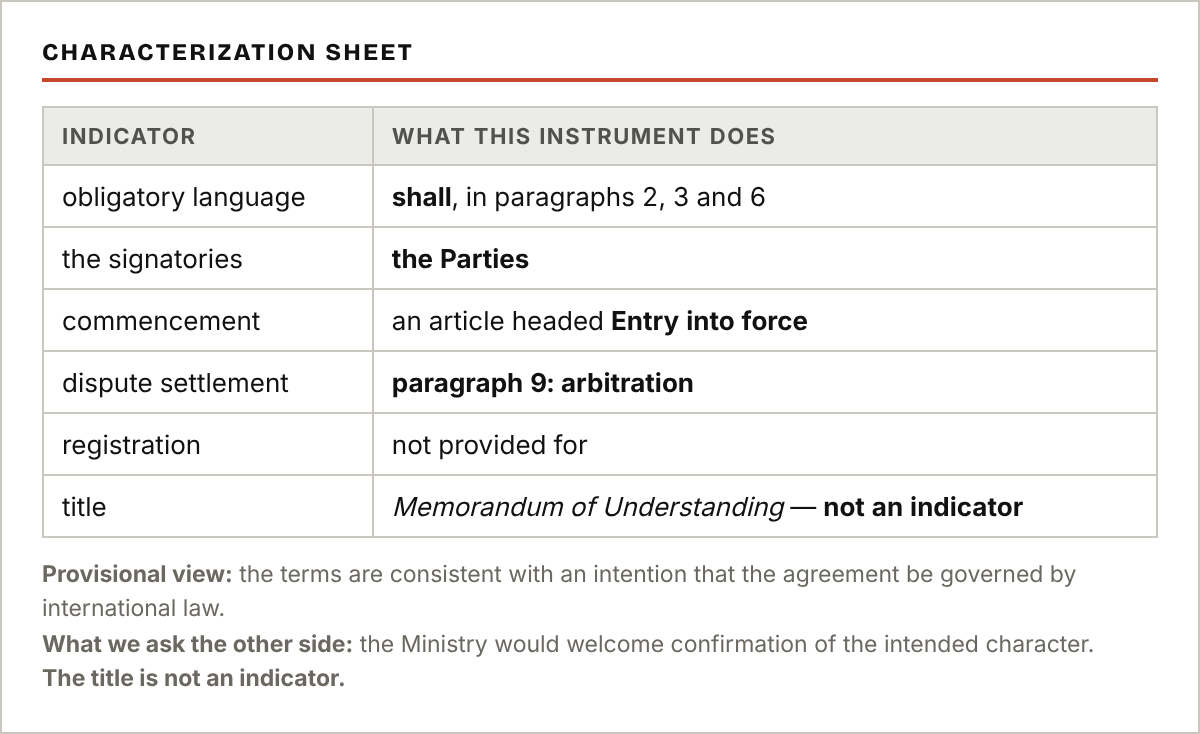 CHARACTERIZATION SHEET
INDICATOR WHAT THIS INSTRUMENT DOES
obligatory language shall, in paragraphs 2, 3 and 6
the signatories the Parties
commencement an article headed Entry into force
dispute settlement paragraph 9: arbitration
registration not provided for
title Memorandum of Understanding — not an indicator
Provisional view: the terms are consistent with an intention that the agreement be governed by
international law.
What we ask the other side: the Ministry would welcome confirmation of the intended character.
The title is not an indicator.